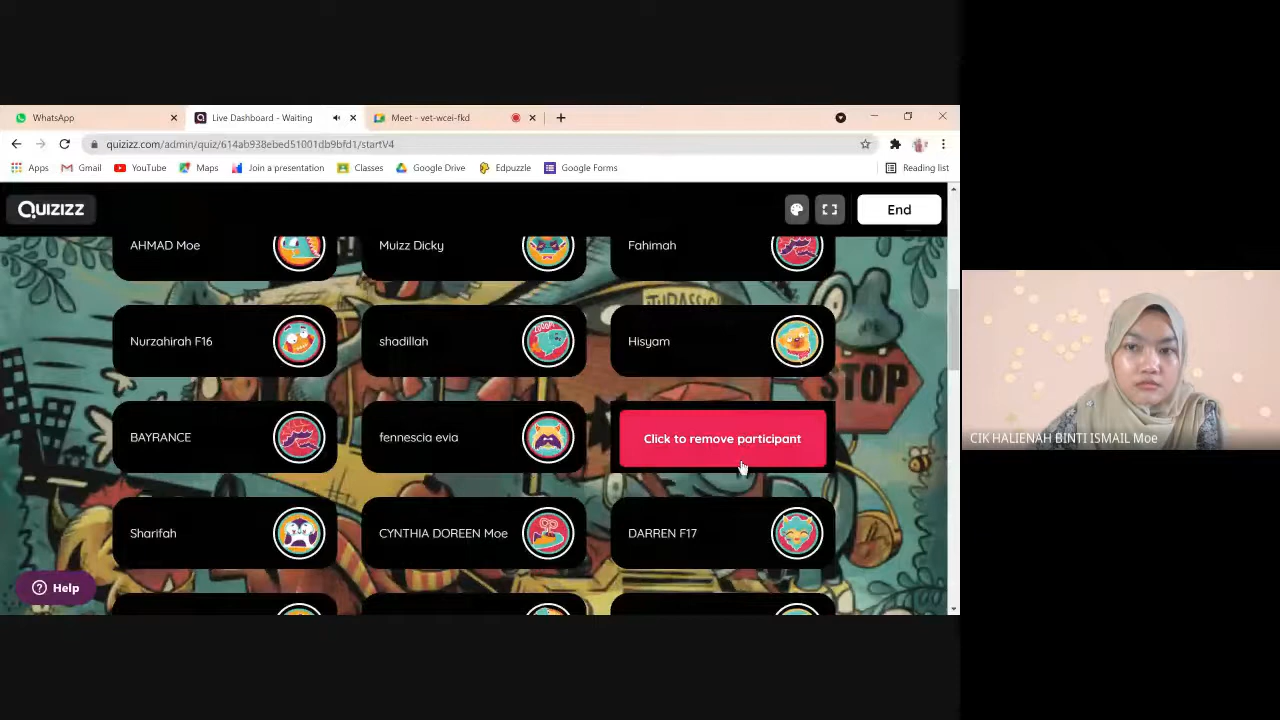 WhatsApp
Live Dashboard - Waiting
Meet - vet-wcei-fkd
quizizz.com/admin/quiz/614ab938ebed51001db9bfd1/startV4
Apps
Gmail
YouTube
Maps
Join a presentation
Classes
Google Drive
Edpuzzle
Google Forms
Reading list
QUIZIZZ
End
AHMAD Moe
Muizz Dicky
Fahimah
JURASSIC
Nurzahirah F16
shadillah
Hisyam
STOP
BAYRANCE
fennescia evia
Click to remove participant
CIK HALIENAH BINTI ISMAIL Moe
Sharifah
CYNTHIA DOREEN Moe
DARREN F17
Help